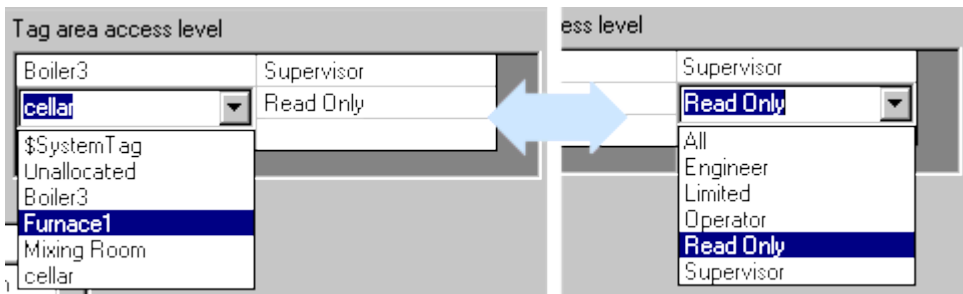 Tag area access level
Boiler3 Supervisor
cellar Read Only
$SystemTag
Unallocated
Boiler3
Furnace1
Mixing Room
cellar
ess level
Supervisor
Read Only
All
Engineer
Limited
Operator
Read Only
Supervisor